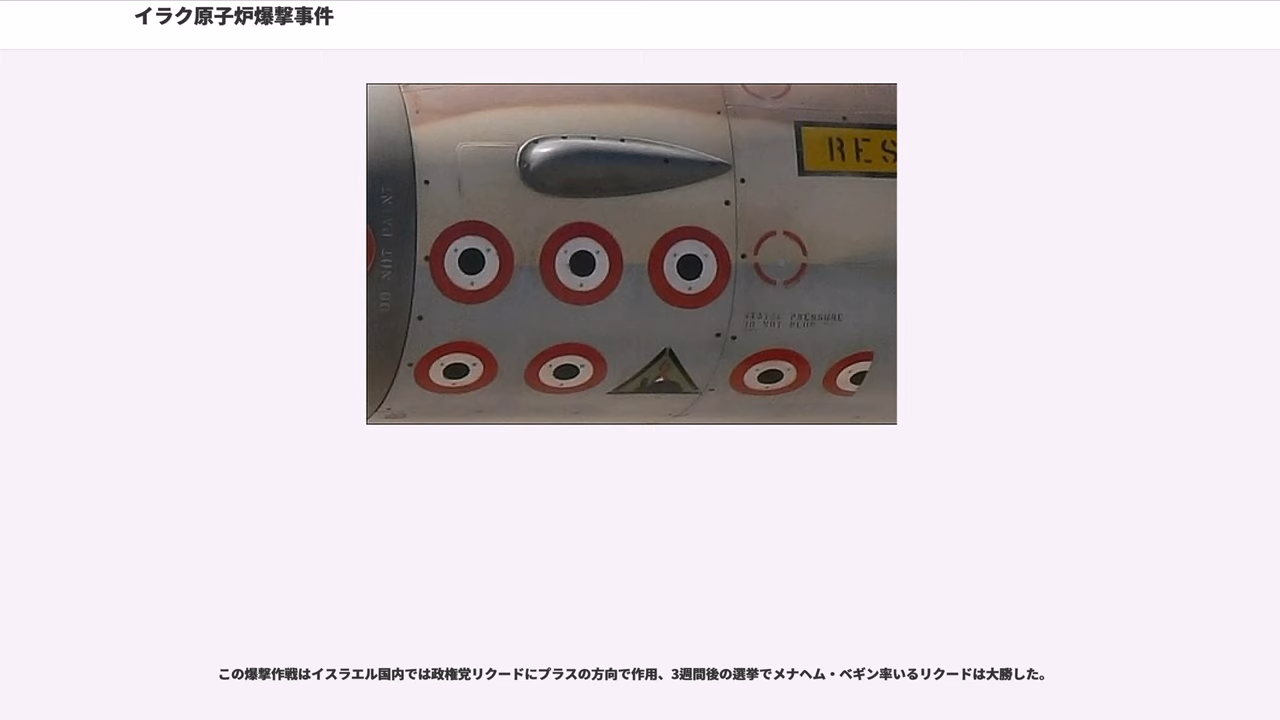 イラク原子炉爆撃事件
RES
DO NOT PAINT
PRESSURE
DO NOT PLUG
この爆撃作戦はイスラエル国内では政権党リクードにプラスの方向で作用、3週間後の選挙でメナヘム・ベギン率いるリクードは大勝した。